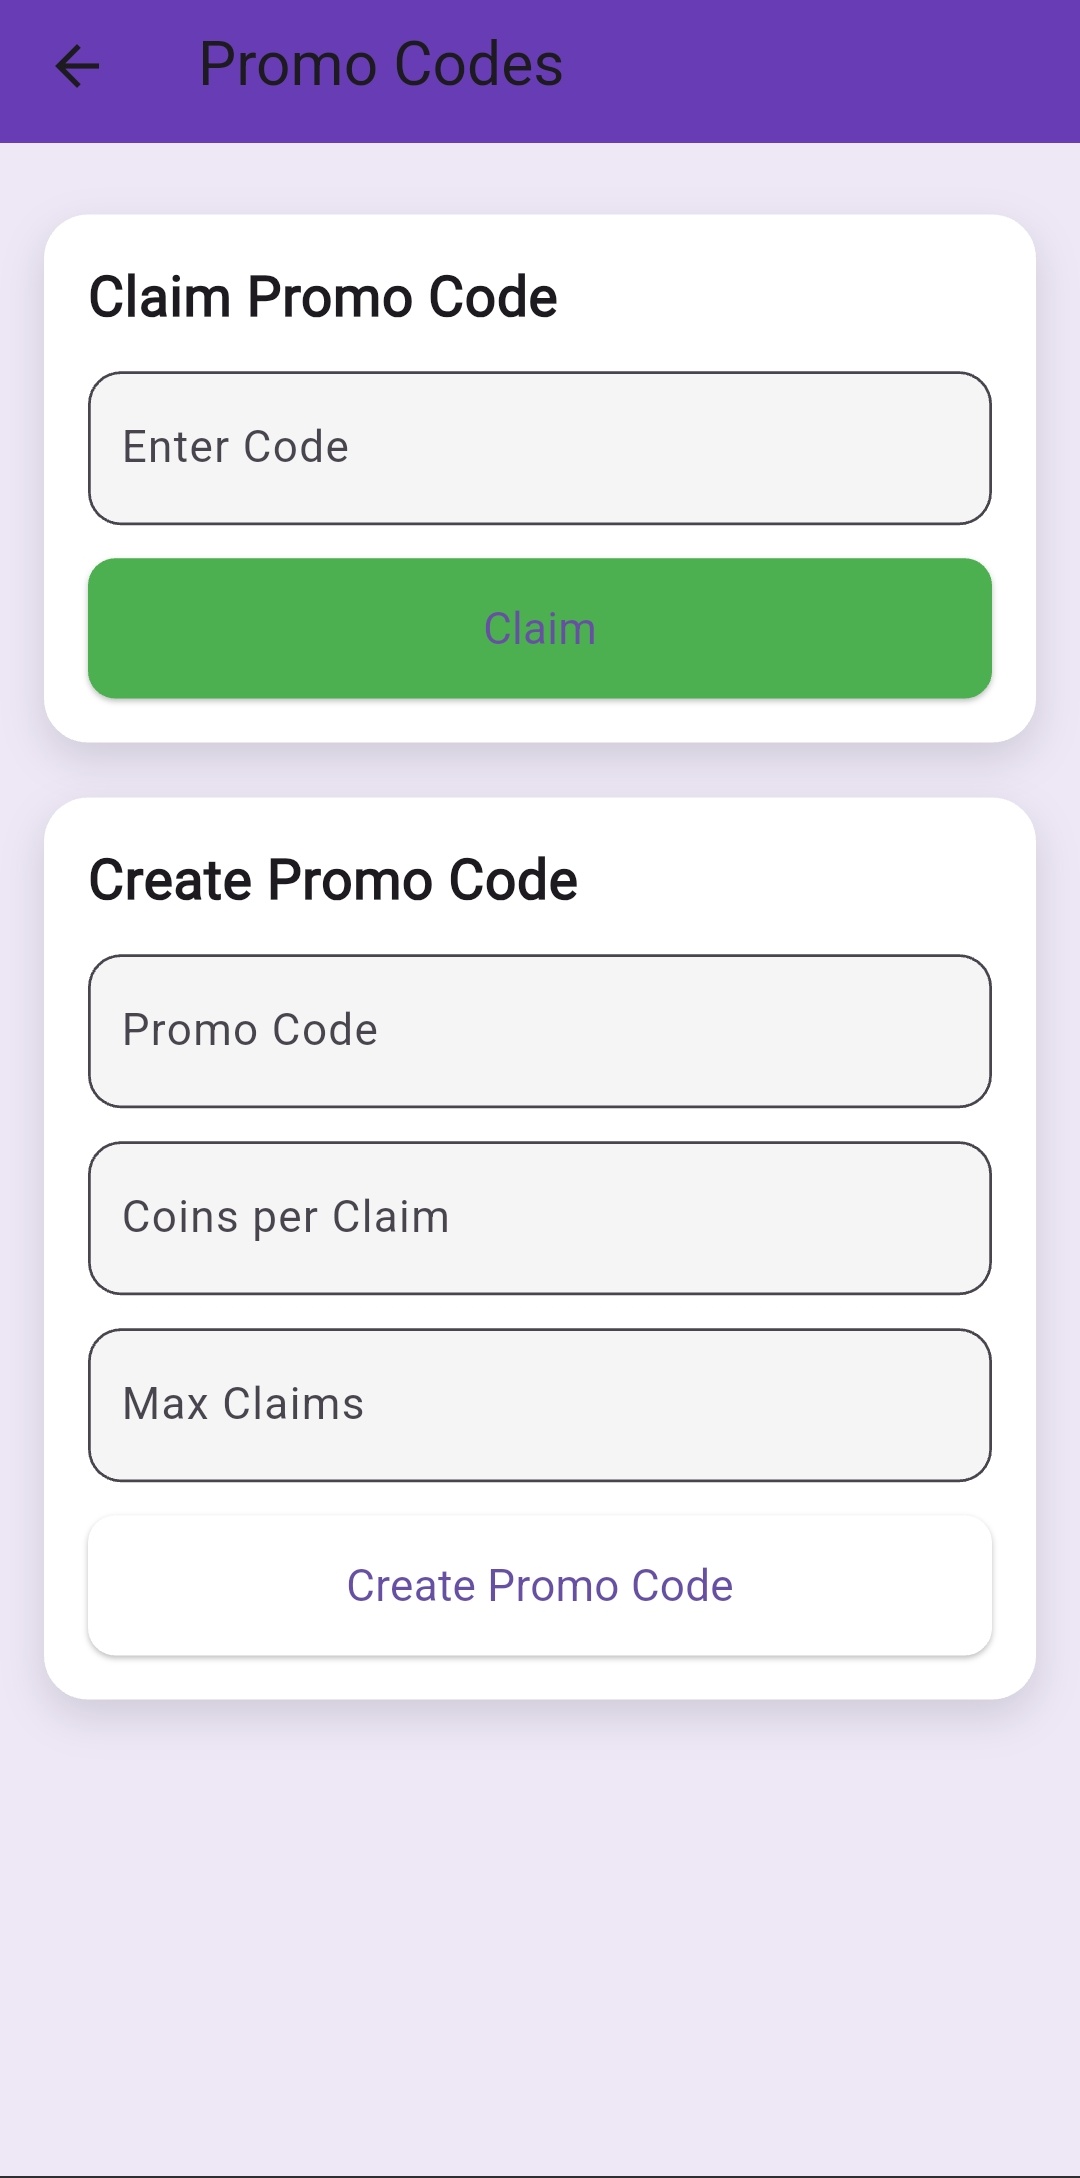 Promo Codes
Claim Promo Code
Enter Code
Claim
Create Promo Code
Promo Code
Coins per Claim
Max Claims
Create Promo Code